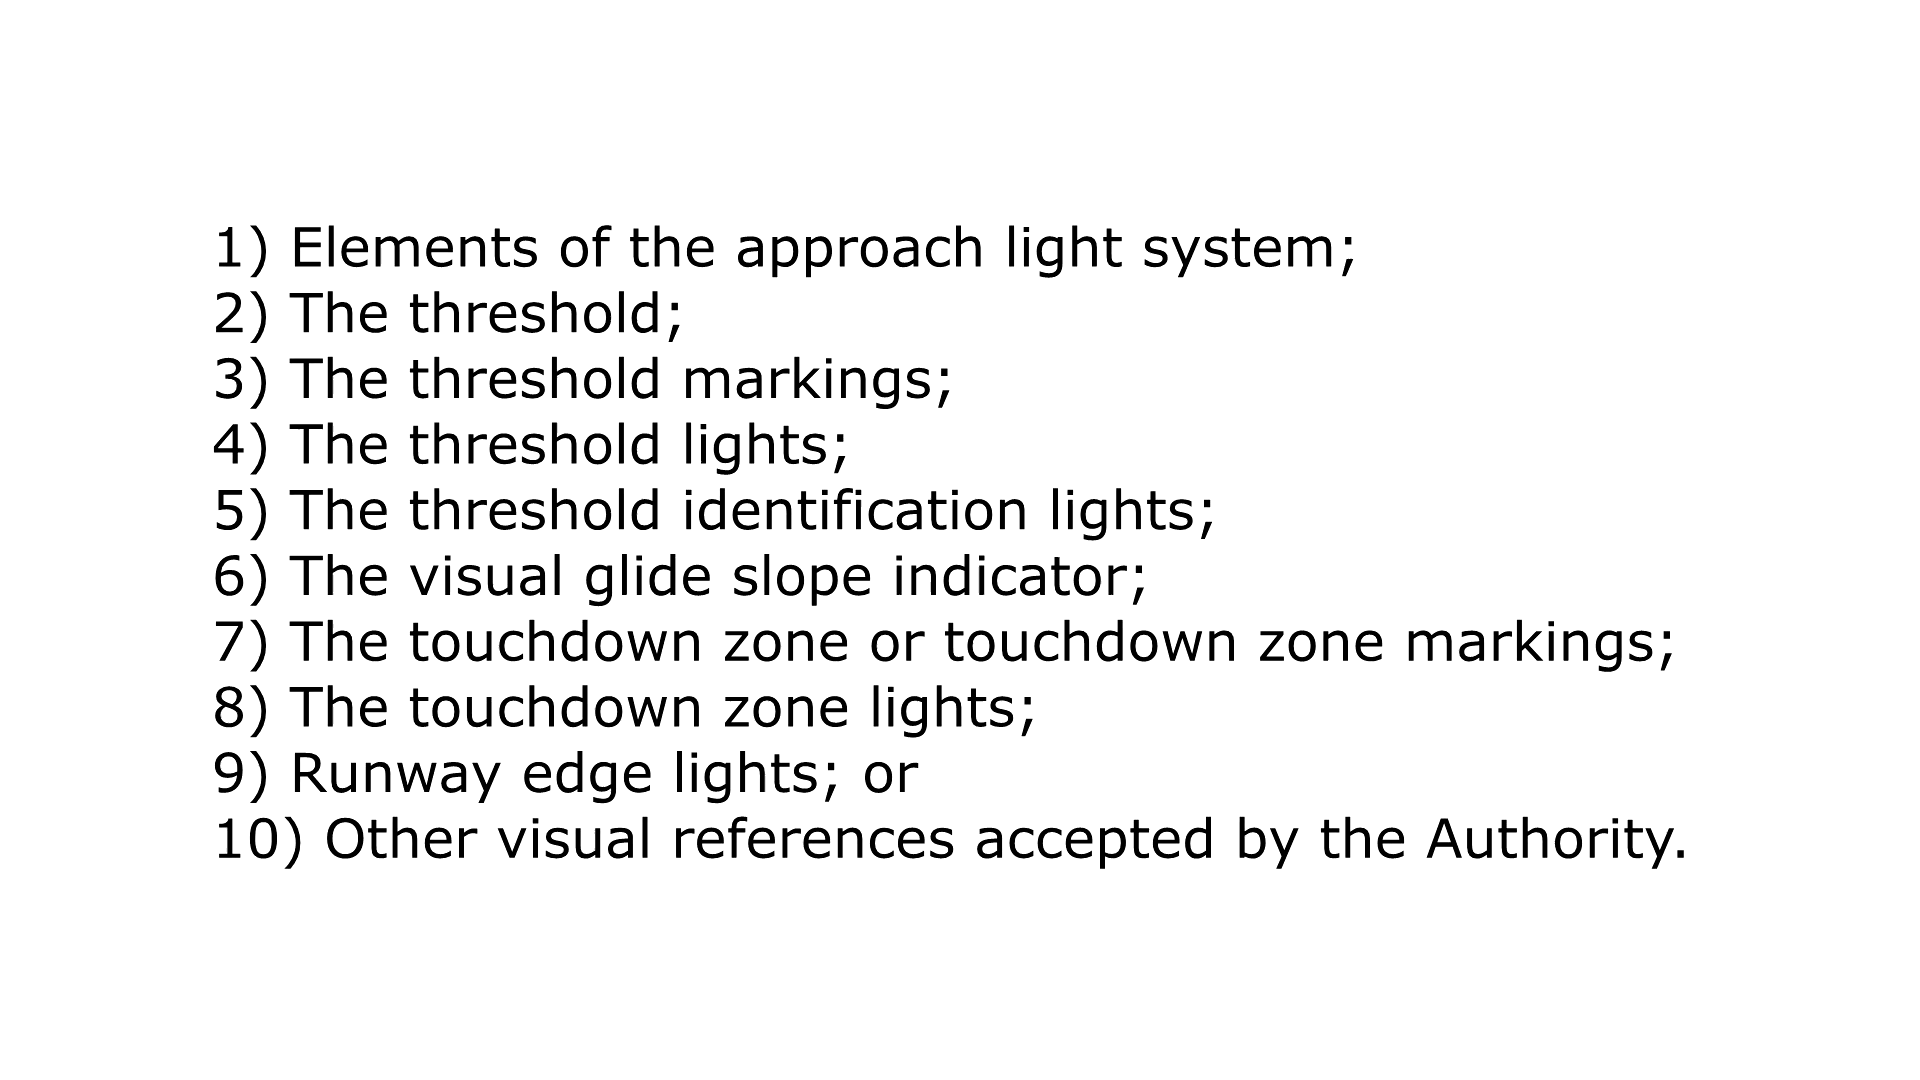 1) Elements of the approach light system;
2) The threshold;
3) The threshold markings;
4) The threshold lights;
5) The threshold identification lights;
6) The visual glide slope indicator;
7) The touchdown zone or touchdown zone markings;
8) The touchdown zone lights;
9) Runway edge lights; or
10) Other visual references accepted by the Authority.